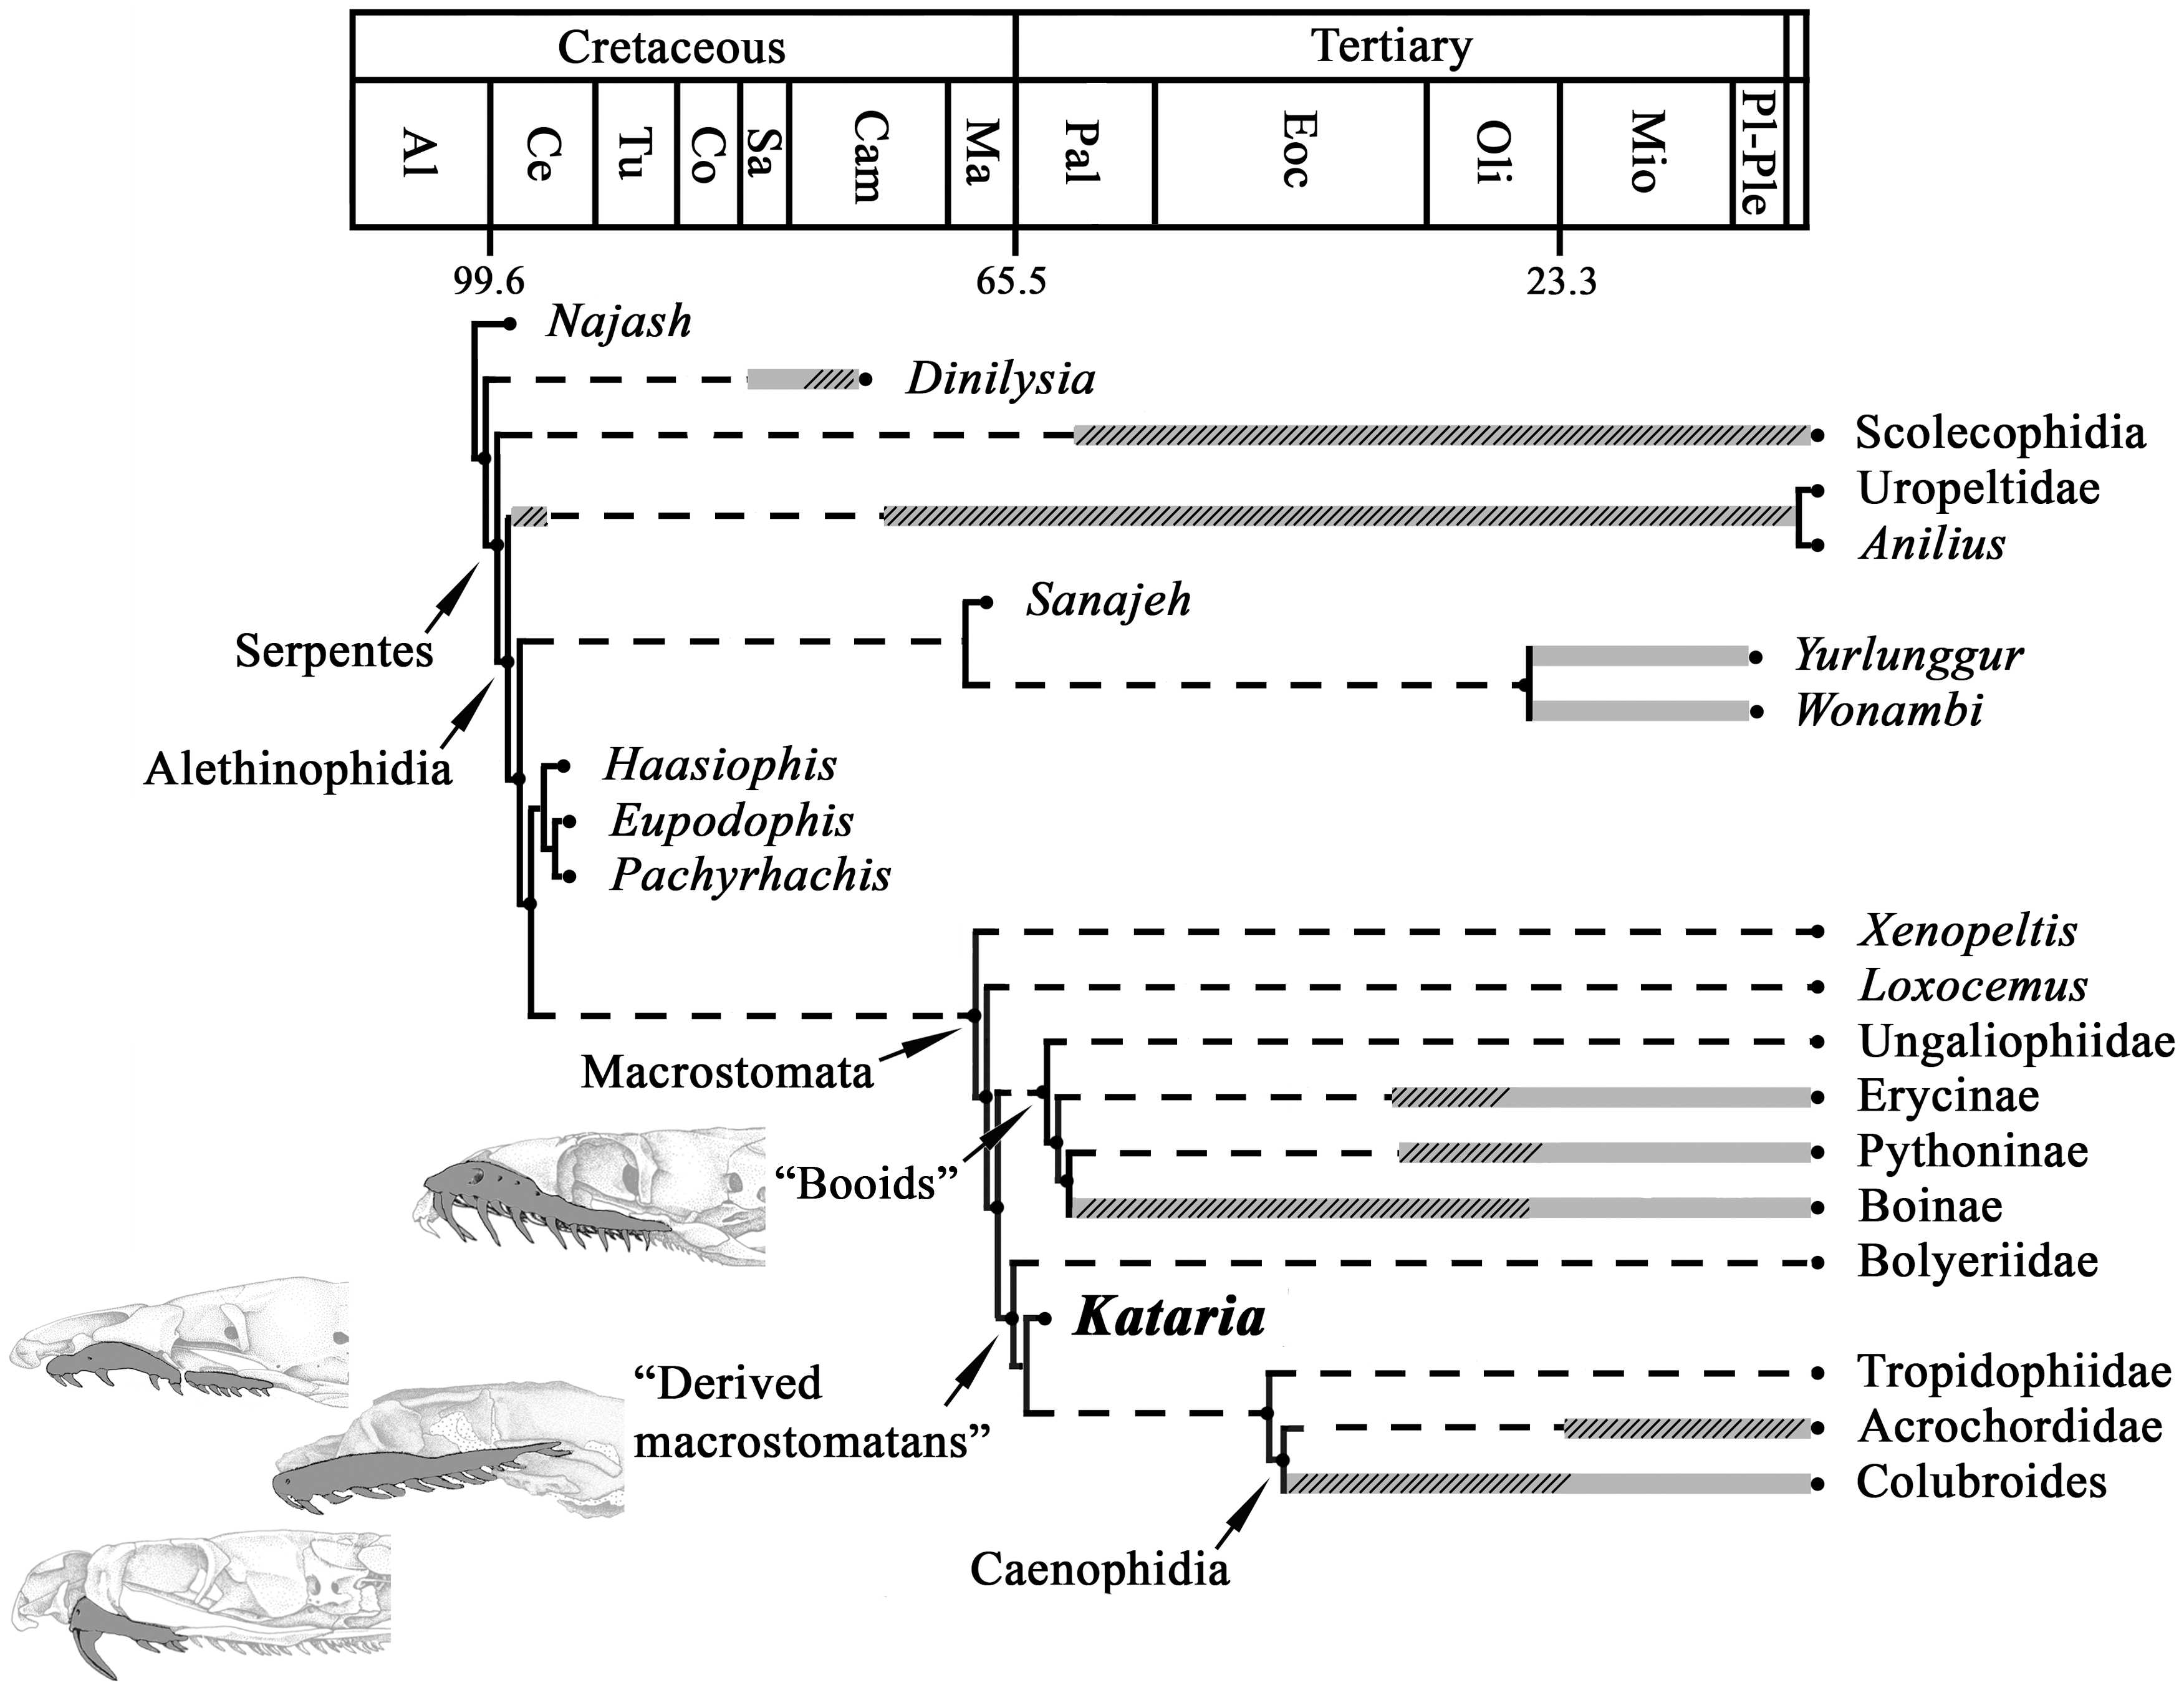 Cretaceous
Tertiary
Al
Ce
Tu
Co
Sa
Cam
Ma
Pal
Eoc
Oli
Mio
Pl-Ple
99.6
65.5
23.3
Najash
Dinilysia
Scolecophidia
Uropeltidae
Anilius
Sanajeh
Serpentes
Yurlunggur
Wonambi
Alethinophidia
Haasiophis
Eupodophis
Pachyrhachis
Xenopeltis
Loxocemus
Ungaliophiidae
Macrostomata
Erycinae
Pythoninae
“Booids”
Boinae
Bolyeriidae
Kataria
Tropidophiidae
“Derived
macrostomatans”
Acrochordidae
Colubroides
Caenophidia